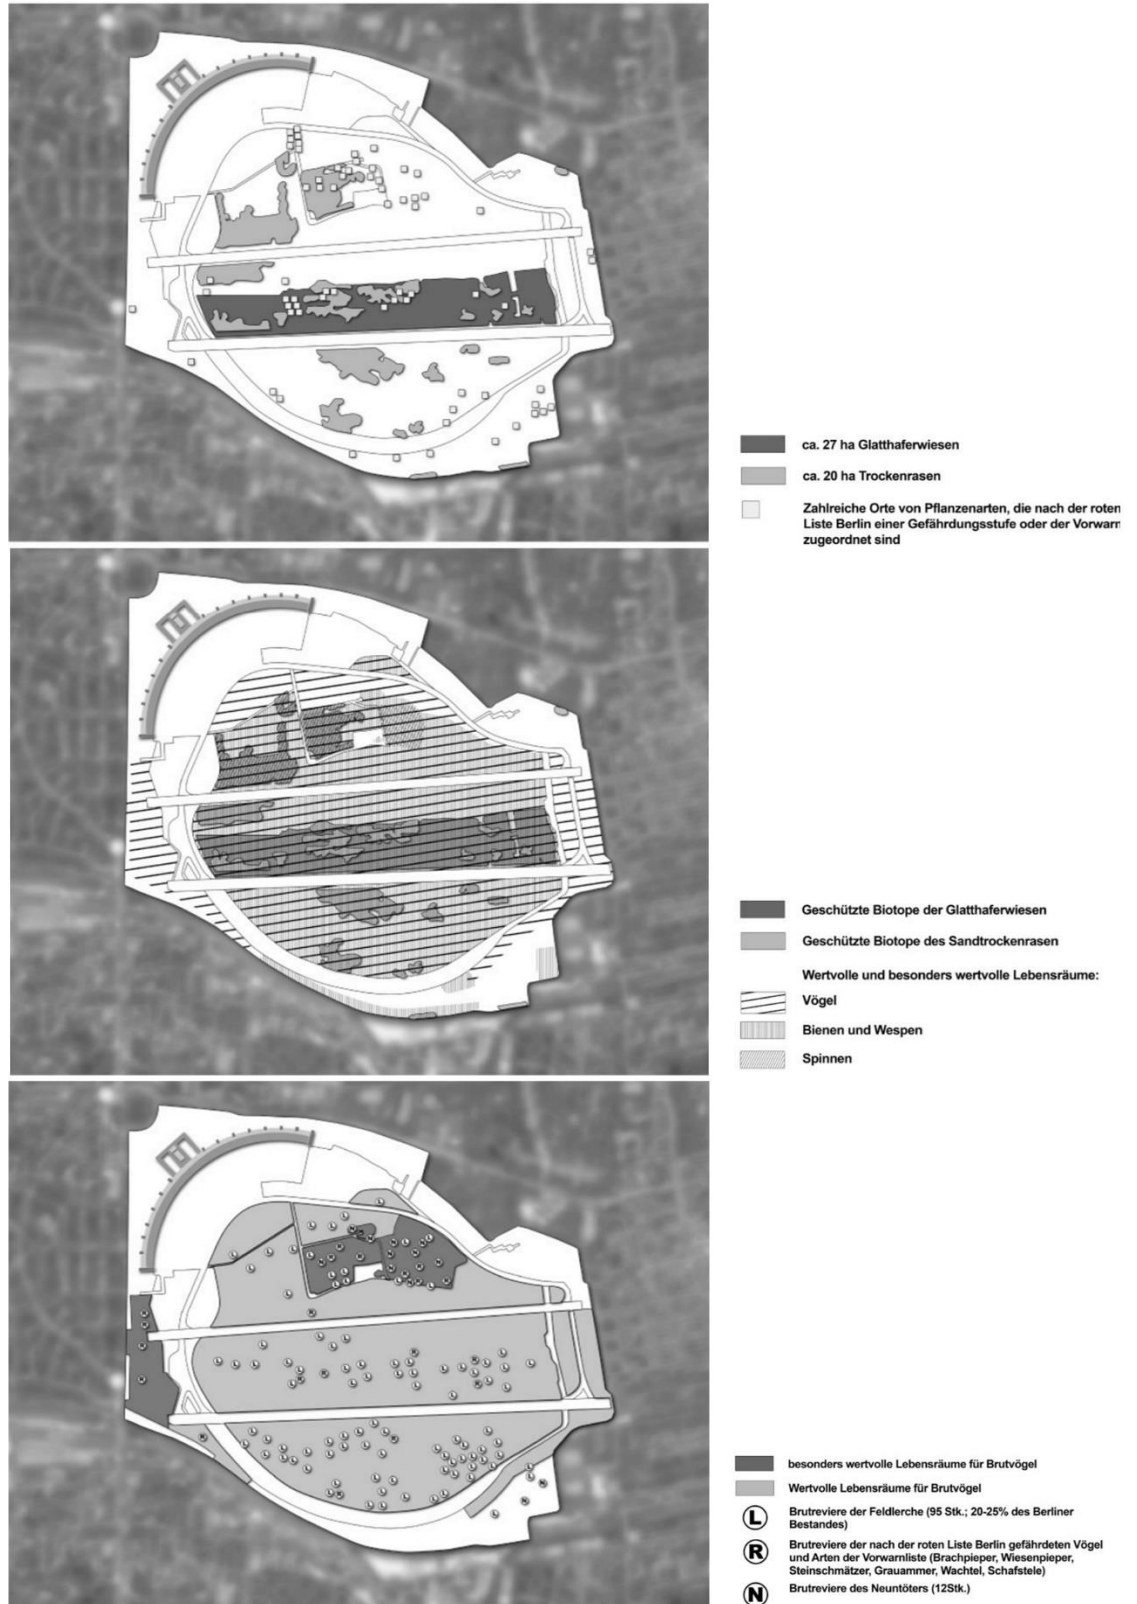 ca. 27 ha Glatthaferwiesen
ca. 20 ha Trockenrasen
Zahlreiche Orte von Pflanzenarten, die nach der roten
Liste Berlin einer Gefährdungsstufe oder der Vorwarn
zugeordnet sind
Geschützte Biotope der Glatthaferwiesen
Geschützte Biotope des Sandtrockenrasen
Wertvolle und besonders wertvolle Lebensräume:
Vögel
Bienen und Wespen
Spinnen
besonders wertvolle Lebensräume für Brutvögel
Wertvolle Lebensräume für Brutvögel
L Brutreviere der Feldlerche (95 Stk.; 20-25% des Berliner
Bestandes)
R Brutreviere der nach der roten Liste Berlin gefährdeten Vögel
und Arten der Vorwarnliste (Brachpieper, Wiesenpieper,
Steinschmätzer, Grauammer, Wachtel, Schafstele)
N Brutreviere des Neuntöters (12Stk.)